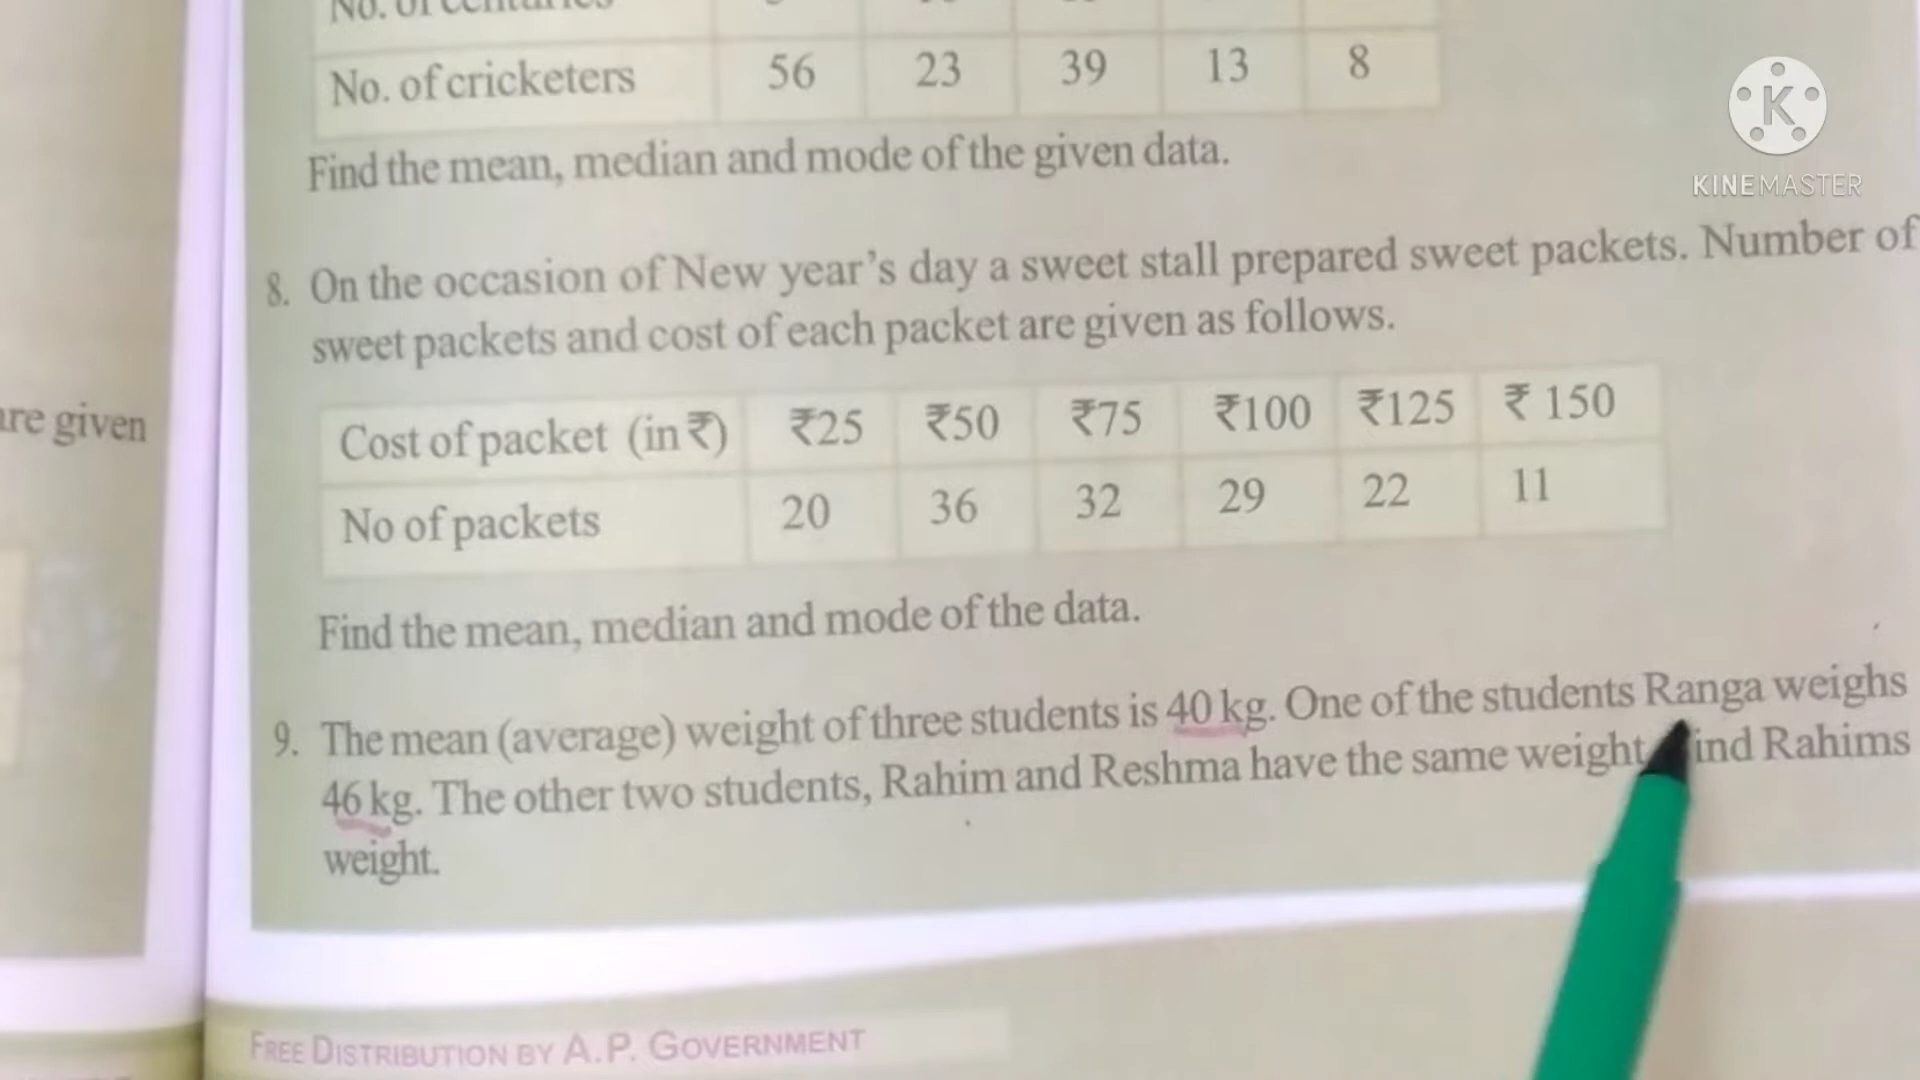 No. of centuries
No. of cricketers 56 23 39 13 8
Find the mean, median and mode of the given data.
KINEMASTER
8. On the occasion of New year's day a sweet stall prepared sweet packets. Number of
sweet packets and cost of each packet are given as follows.
are given
Cost of packet (in ₹) ₹25 ₹50 ₹75 ₹100 ₹125 ₹ 150
No of packets 20 36 32 29 22 11
Find the mean, median and mode of the data.
9. The mean (average) weight of three students is 40 kg. One of the students Ranga weighs
46 kg. The other two students, Rahim and Reshma have the same weight ind Rahims
weight.
FREE DISTRIBUTION BY A.P. GOVERNMENT